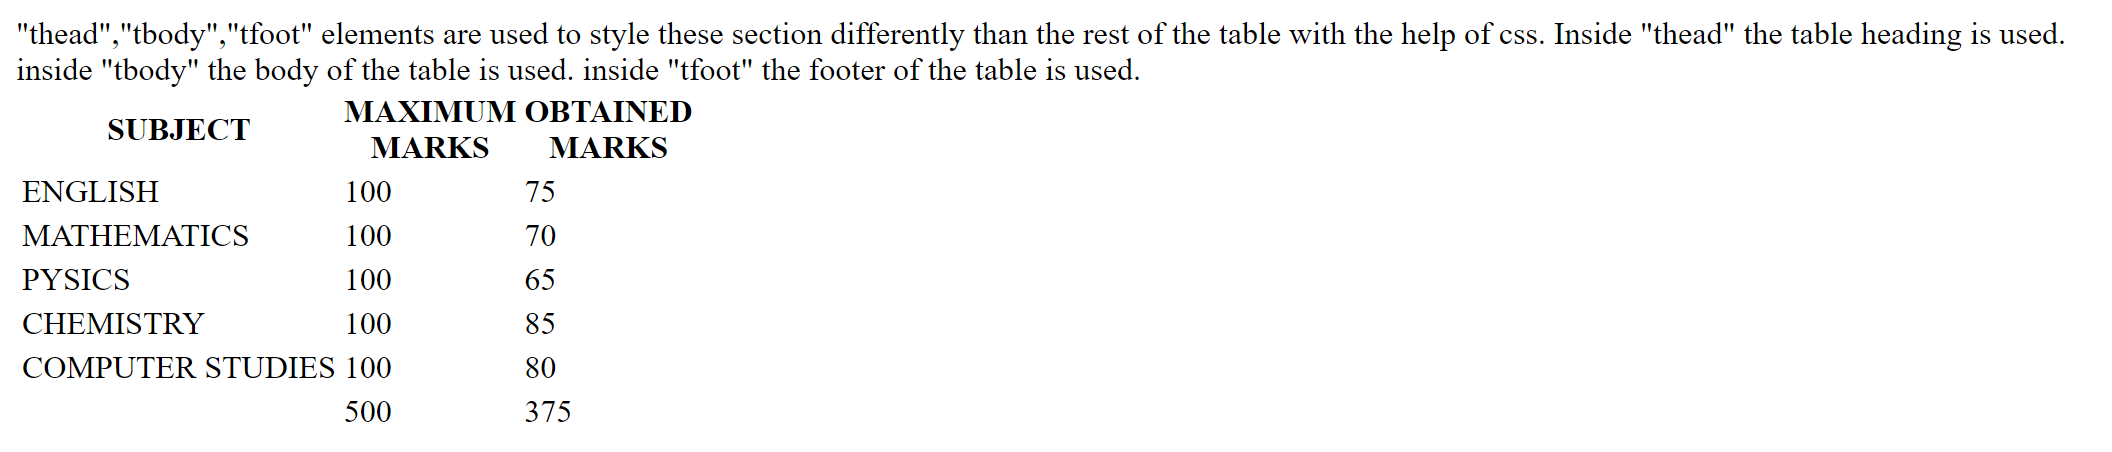 "thead","tbody","tfoot" elements are used to style these section differently than the rest of the table with the help of css. Inside "thead" the table heading is used.
inside "tbody" the body of the table is used. inside "tfoot" the footer of the table is used.
SUBJECT MAXIMUM MARKS OBTAINED MARKS
ENGLISH 100 75
MATHEMATICS 100 70
PYSICS 100 65
CHEMISTRY 100 85
COMPUTER STUDIES 100 80
500 375